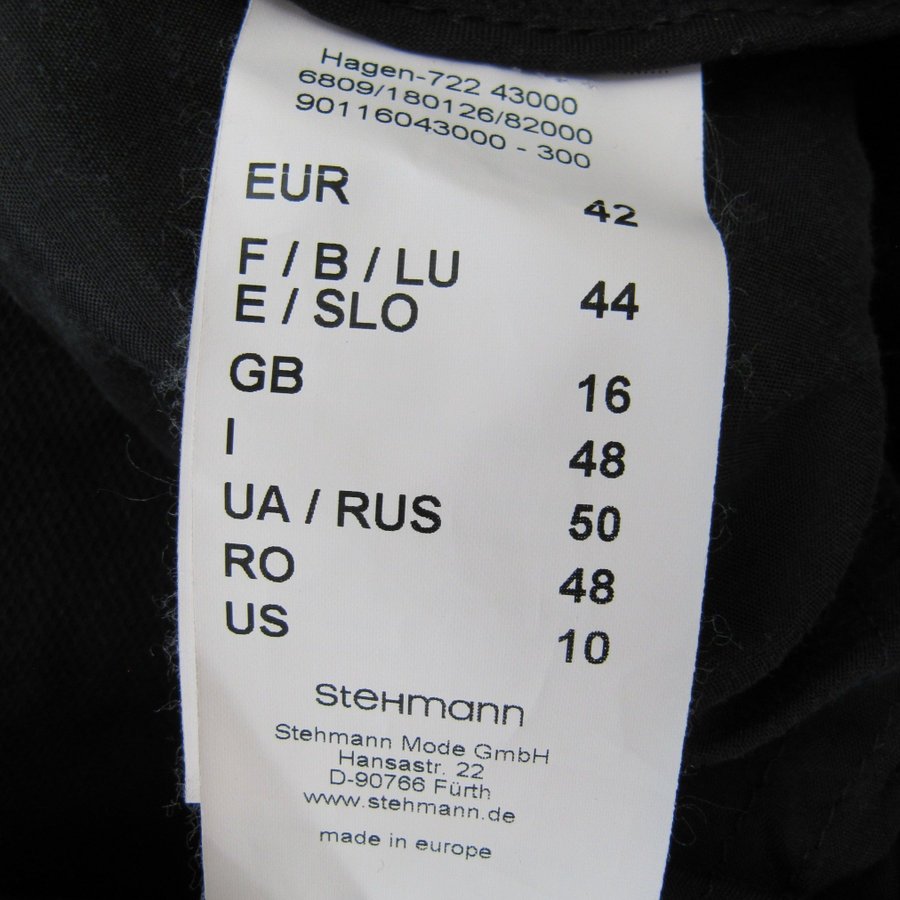 Hagen-722 43000
6809/180126/82000
90116043000 - 300
EUR 42
F / B / LU
E / SLO 44
GB 16
I 48
UA / RUS 50
RO 48
US 10
stehmann
Stehmann Mode GmbH
Hansastr. 22
D-90766 Fürth
www.stehmann.de
made in europe